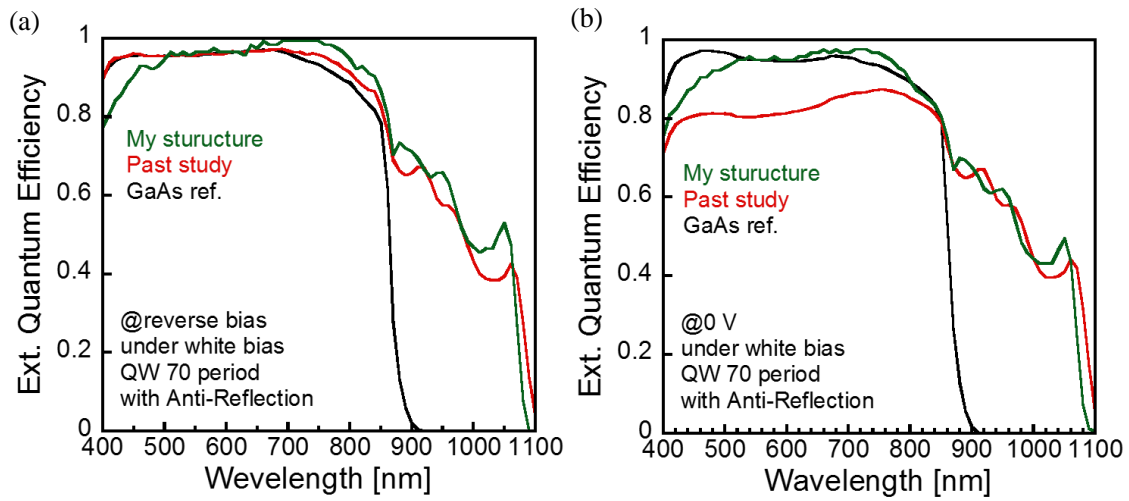 (a)
Ext. Quantum Efficiency
1
0.8
0.6
0.4
0.2
0
My sturucture
Past study
GaAs ref.
@reverse bias
under white bias
QW 70 period
with Anti-Reflection
400 500 600 700 800 900 1000 1100
Wavelength [nm]
(b)
Ext. Quantum Efficiency
1
0.8
0.6
0.4
0.2
0
My sturucture
Past study
GaAs ref.
@0 V
under white bias
QW 70 period
with Anti-Reflection
400 500 600 700 800 900 1000 1100
Wavelength [nm]